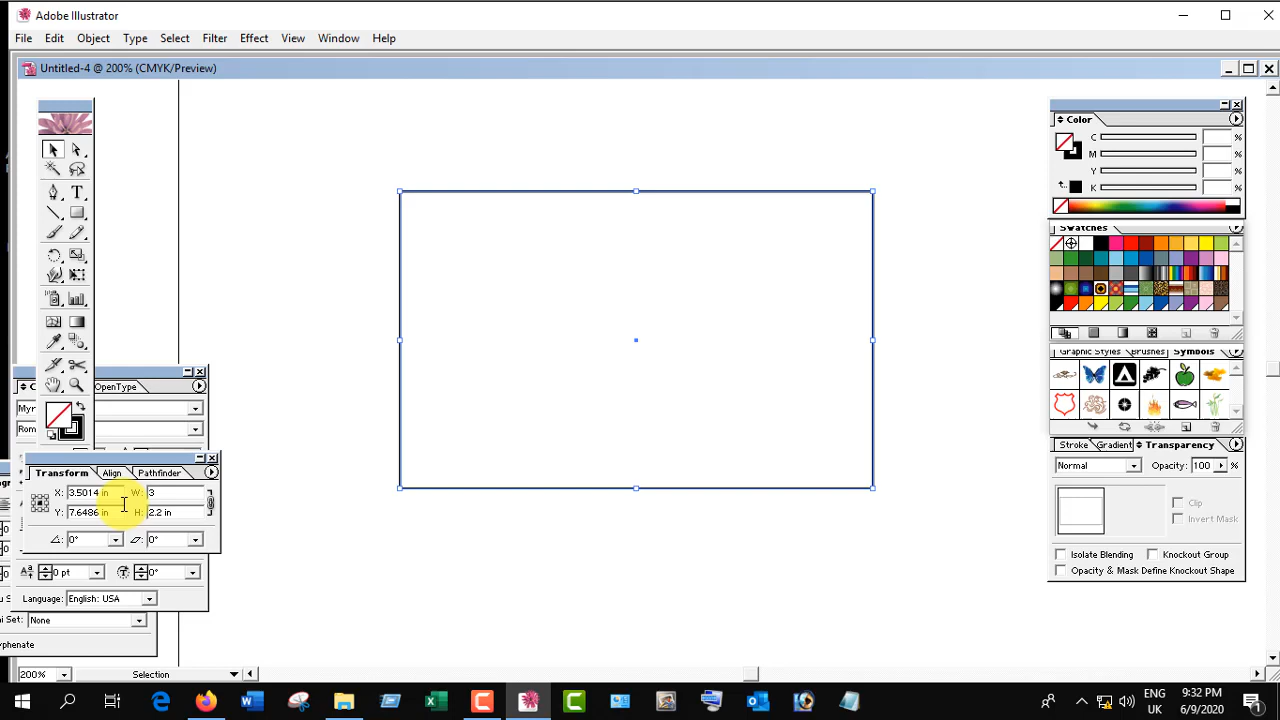 Adobe Illustrator
File Edit Object Type Select Filter Effect View Window Help
Untitled-4 @ 200% (CMYK/Preview)
Color
C %
M %
Y %
K %
Swatches
Graphic Styles Brushes Symbols
Stroke Gradient Transparency
Normal Opacity: 100 %
Clip
Invert Mask
Isolate Blending Knockout Group
Opacity & Mask Define Knockout Shape
C OpenType
Myr
Rom
Transform Align Pathfinder
X: 3.5014 in W: 3
Y: 7.6486 in H: 2.2 in
0° 0°
0 pt 0°
Language: English: USA
None
yphenate
200% Selection
ENG
UK
9:32 PM
6/9/2020
1